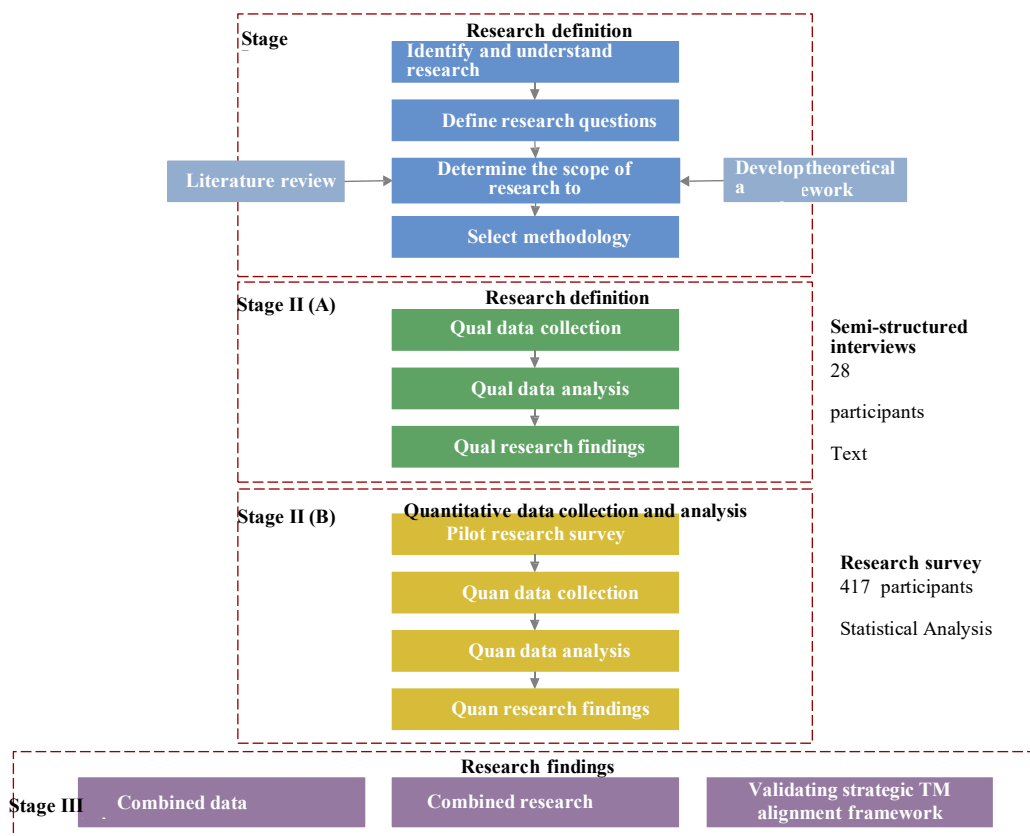 Research definition
Stage
Identify and understand
research
Define research questions
Literature review
Determine the scope of
research to
Develop theoretical
a
Select methodology
Stage II (A)
Research definition
Qual data collection
Qual data analysis
Qual research findings
Semi-structured
interviews
28
participants
Text
Stage II (B)
Quantitative data collection and analysis
Pilot research survey
Quan data collection
Quan data analysis
Quan research findings
Research survey
417 participants
Statistical Analysis
Research findings
Stage III
Combined data
Combined research
Validating strategic TM
alignment framework